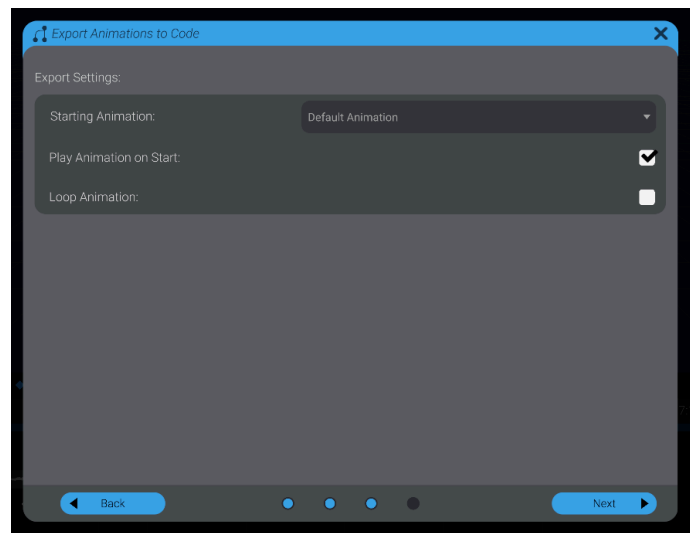 Export Animations to Code
Export Settings:
Starting Animation:
Default Animation
Play Animation on Start:
Loop Animation:
Back
Next